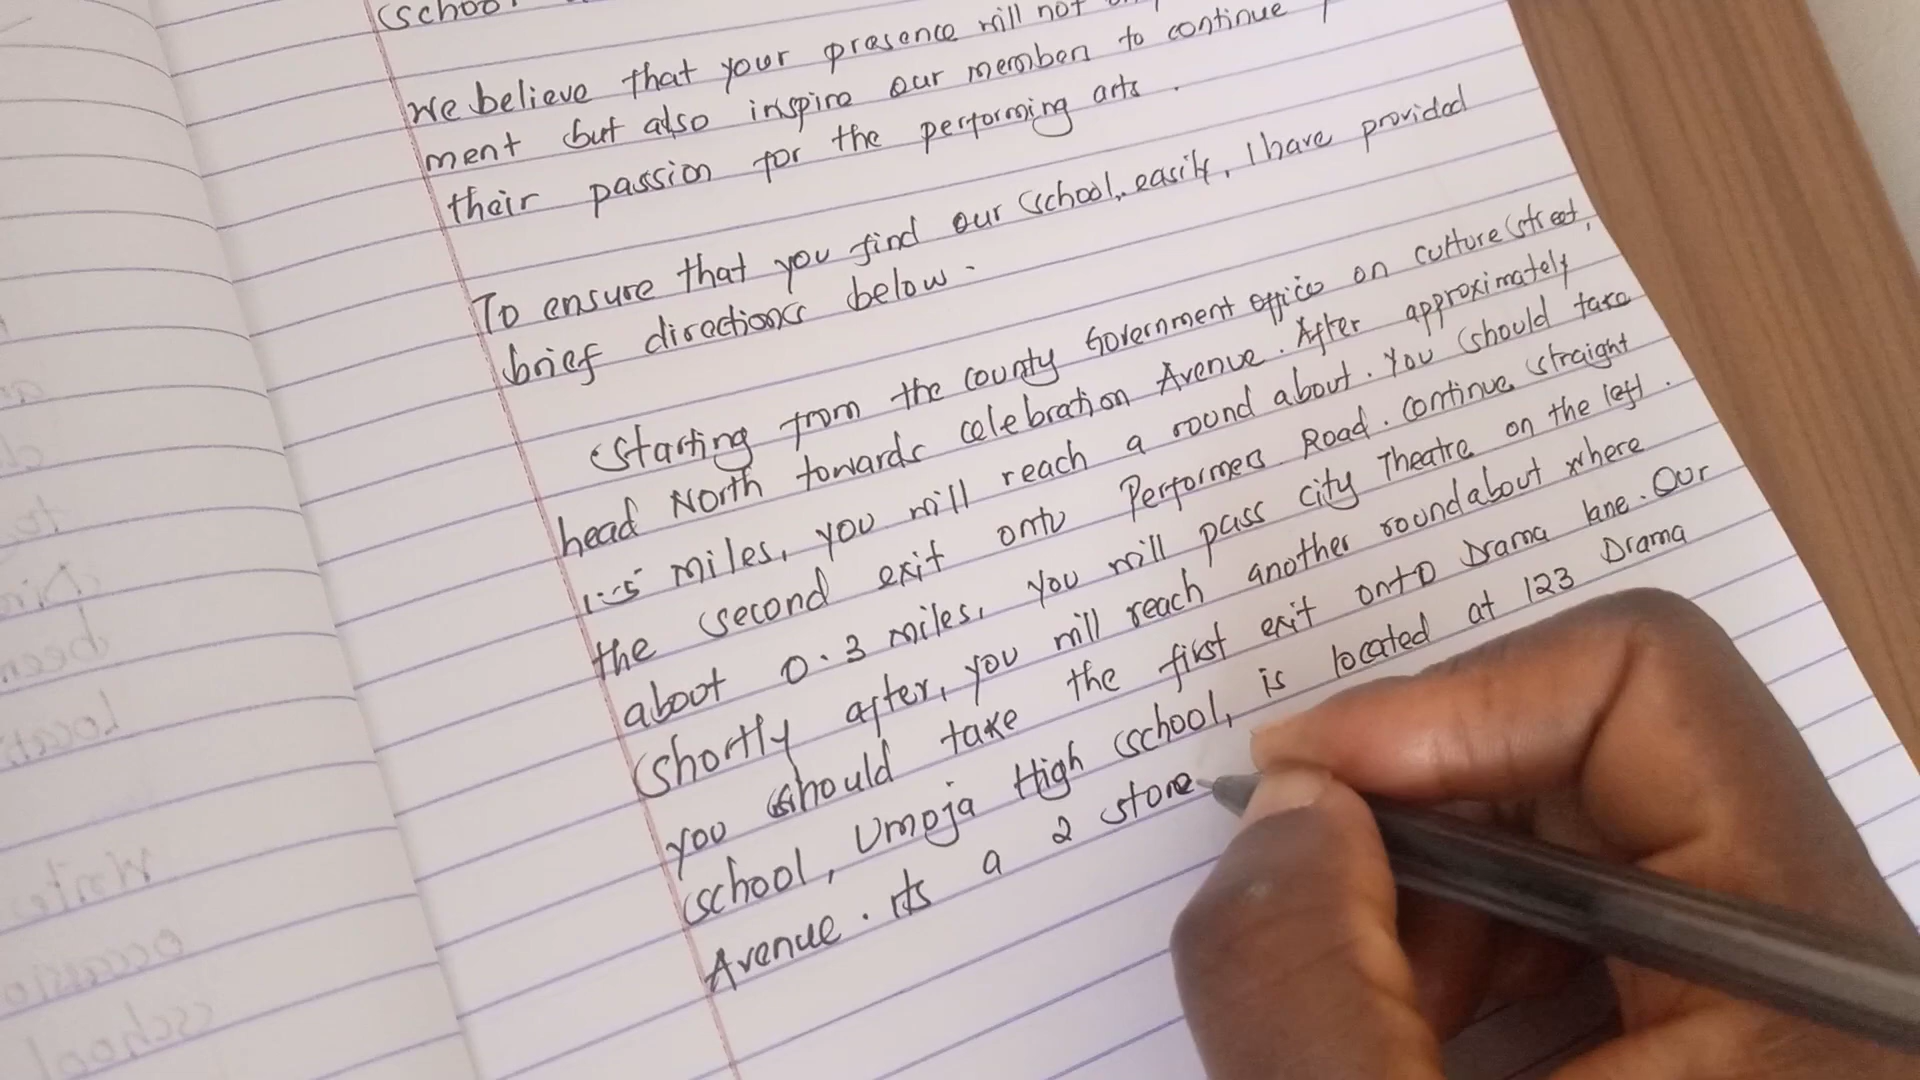 school
We believe that your presence will not
ment but also inspire our members to continue
their passion for the performing arts.
To ensure that you find our school, easily, I have provided
brief directions below.
Starting from the County Government offices on culture street,
head North towards celebration Avenue. After approximately
1.5 miles, you will reach a round about. You should take
the second exit onto Performers Road. Continue straight
about 0.3 miles, you will pass city Theatre on the left.
Shortly after, you will reach another roundabout where
you should take the first exit onto Drama lane. Our
school, Umoja High school, is located at 123 Drama
Avenue. its a 2 store